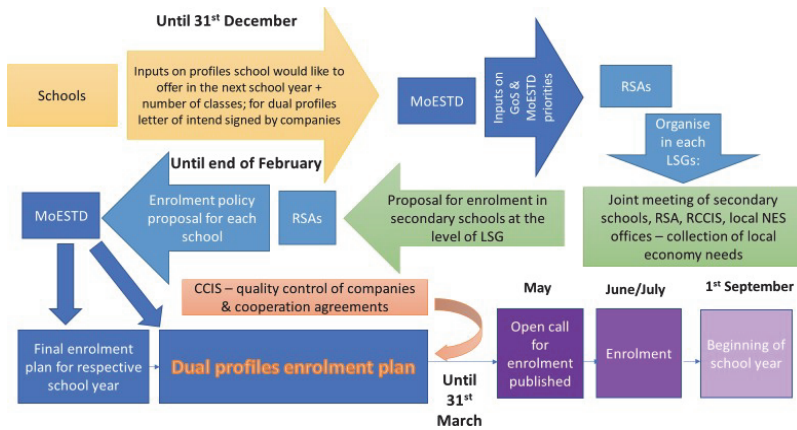 Until 31st December
Schools
Inputs on profiles school would like to
offer in the next school year +
number of classes; for dual profiles
letter of intend signed by companies
MoESTD
Inputs on
GoS &
MoESTD
priorities
RSAs
Organise
in each
LSGs:
Until end of February
MoESTD
Enrolment policy
proposal for each
school
RSAs
Proposal for enrolment in
secondary schools at the
level of LSG
Joint meeting of secondary
schools, RSA, RCCIS, local NES
offices – collection of local
economy needs
CCIS – quality control of companies
& cooperation agreements
May
June/July
1st September
Final enrolment
plan for respective
school year
Dual profiles enrolment plan
Until
31st
March
Open call
for
enrolment
published
Enrolment
Beginning of
school year